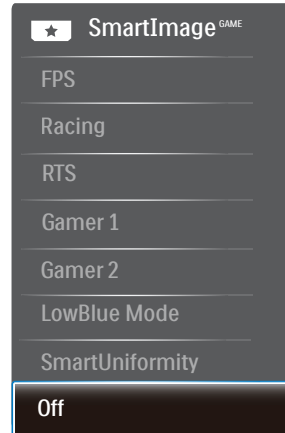 SmartImage GAME
FPS
Racing
RTS
Gamer 1
Gamer 2
LowBlue Mode
SmartUniformity
Off